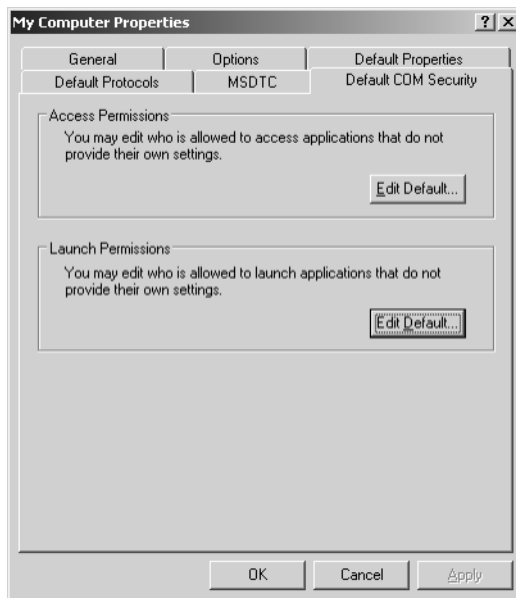 My Computer Properties
General Options Default Properties
Default Protocols MSDTC Default COM Security
Access Permissions
You may edit who is allowed to access applications that do not
provide their own settings.
Edit Default...
Launch Permissions
You may edit who is allowed to launch applications that do not
provide their own settings.
Edit Default...
OK Cancel Apply